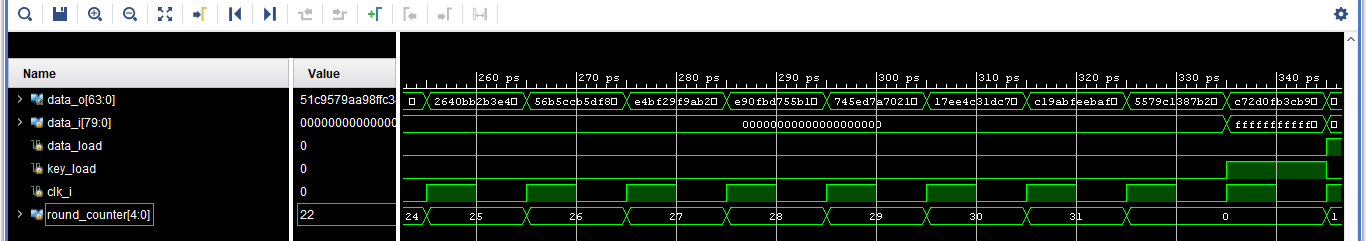 260 ps 270 ps 280 ps 290 ps 300 ps 310 ps 320 ps 330 ps 340 ps
Name Value
data_o[63:0] 51c9579aa98ffc3 2640bb2b3e4 56b5ccb5df8 e4bf29f9ab2 e90fbd755b1 745ed7a7021 17ee4c31dc7 c19abfeebaf 5579c1387b2 c72d0fb3cb9
data_i[79:0] 00000000000000 00000000000000000000 fffffffffff
data_load 0
key_load 0
clk_i 0
round_counter[4:0] 22 24 25 26 27 28 29 30 31 0 1